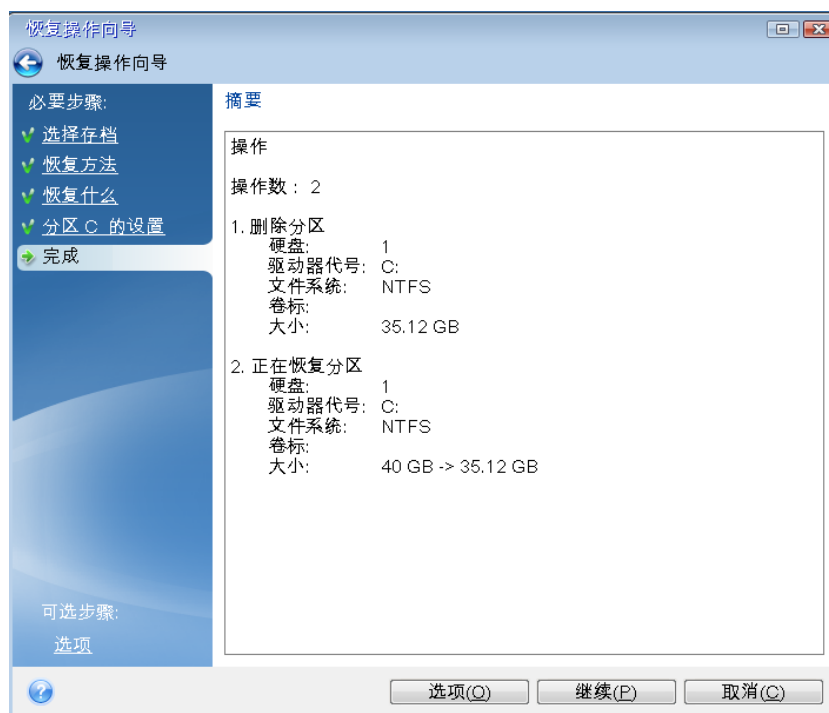 恢复操作向导
恢复操作向导
必要步骤:
选择存档
恢复方法
恢复什么
分区 C 的设置
完成
可选步骤:
选项
摘要
操作
操作数： 2
1. 删除分区
硬盘: 1
驱动器代号: C:
文件系统: NTFS
卷标:
大小: 35.12 GB
2. 正在恢复分区
硬盘: 1
驱动器代号: C:
文件系统: NTFS
卷标:
大小: 40 GB -> 35.12 GB
选项(O) 继续(P) 取消(C)